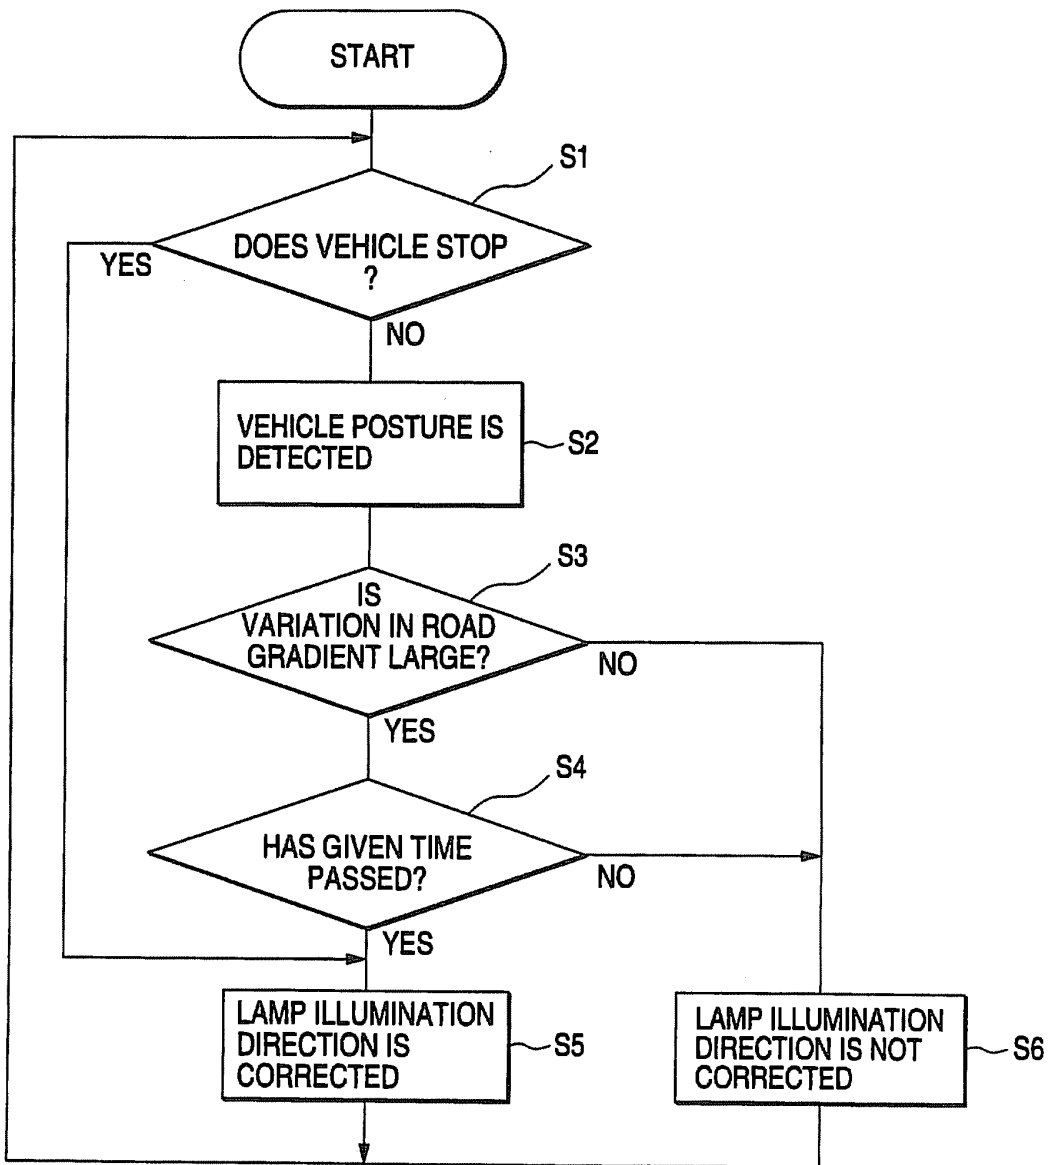 START
S1
DOES VEHICLE STOP
?
YES
NO
VEHICLE POSTURE IS
DETECTED
S2
S3
IS
VARIATION IN ROAD
GRADIENT LARGE?
NO
YES
S4
HAS GIVEN TIME
PASSED?
NO
YES
LAMP ILLUMINATION
DIRECTION IS
CORRECTED
S5
LAMP ILLUMINATION
DIRECTION IS NOT
CORRECTED
S6